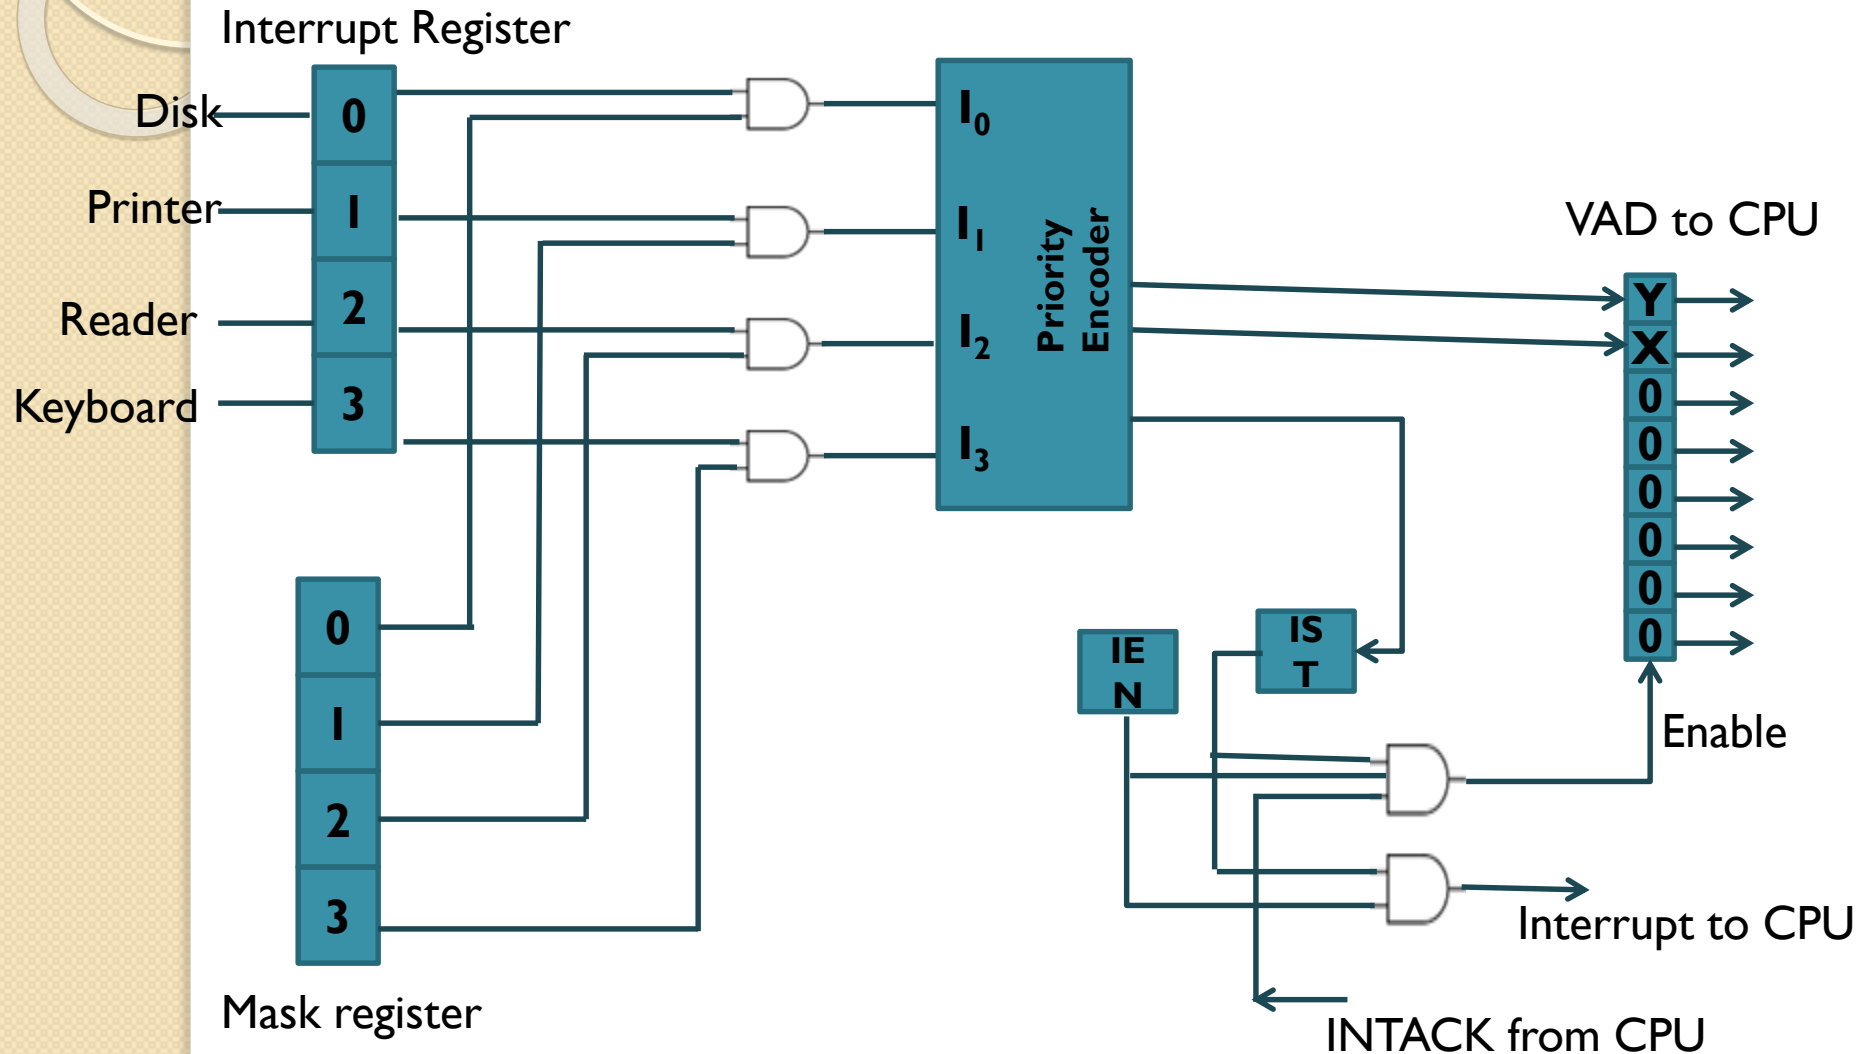 Interrupt Register
Disk
Printer
Reader
Keyboard
0
1
2
3
I0
I1
I2
I3
Priority
Encoder
VAD to CPU
Y
X
0
0
0
0
0
0
Enable
0
1
2
3
IE
N
IS
T
Interrupt to CPU
Mask register
INTACK from CPU